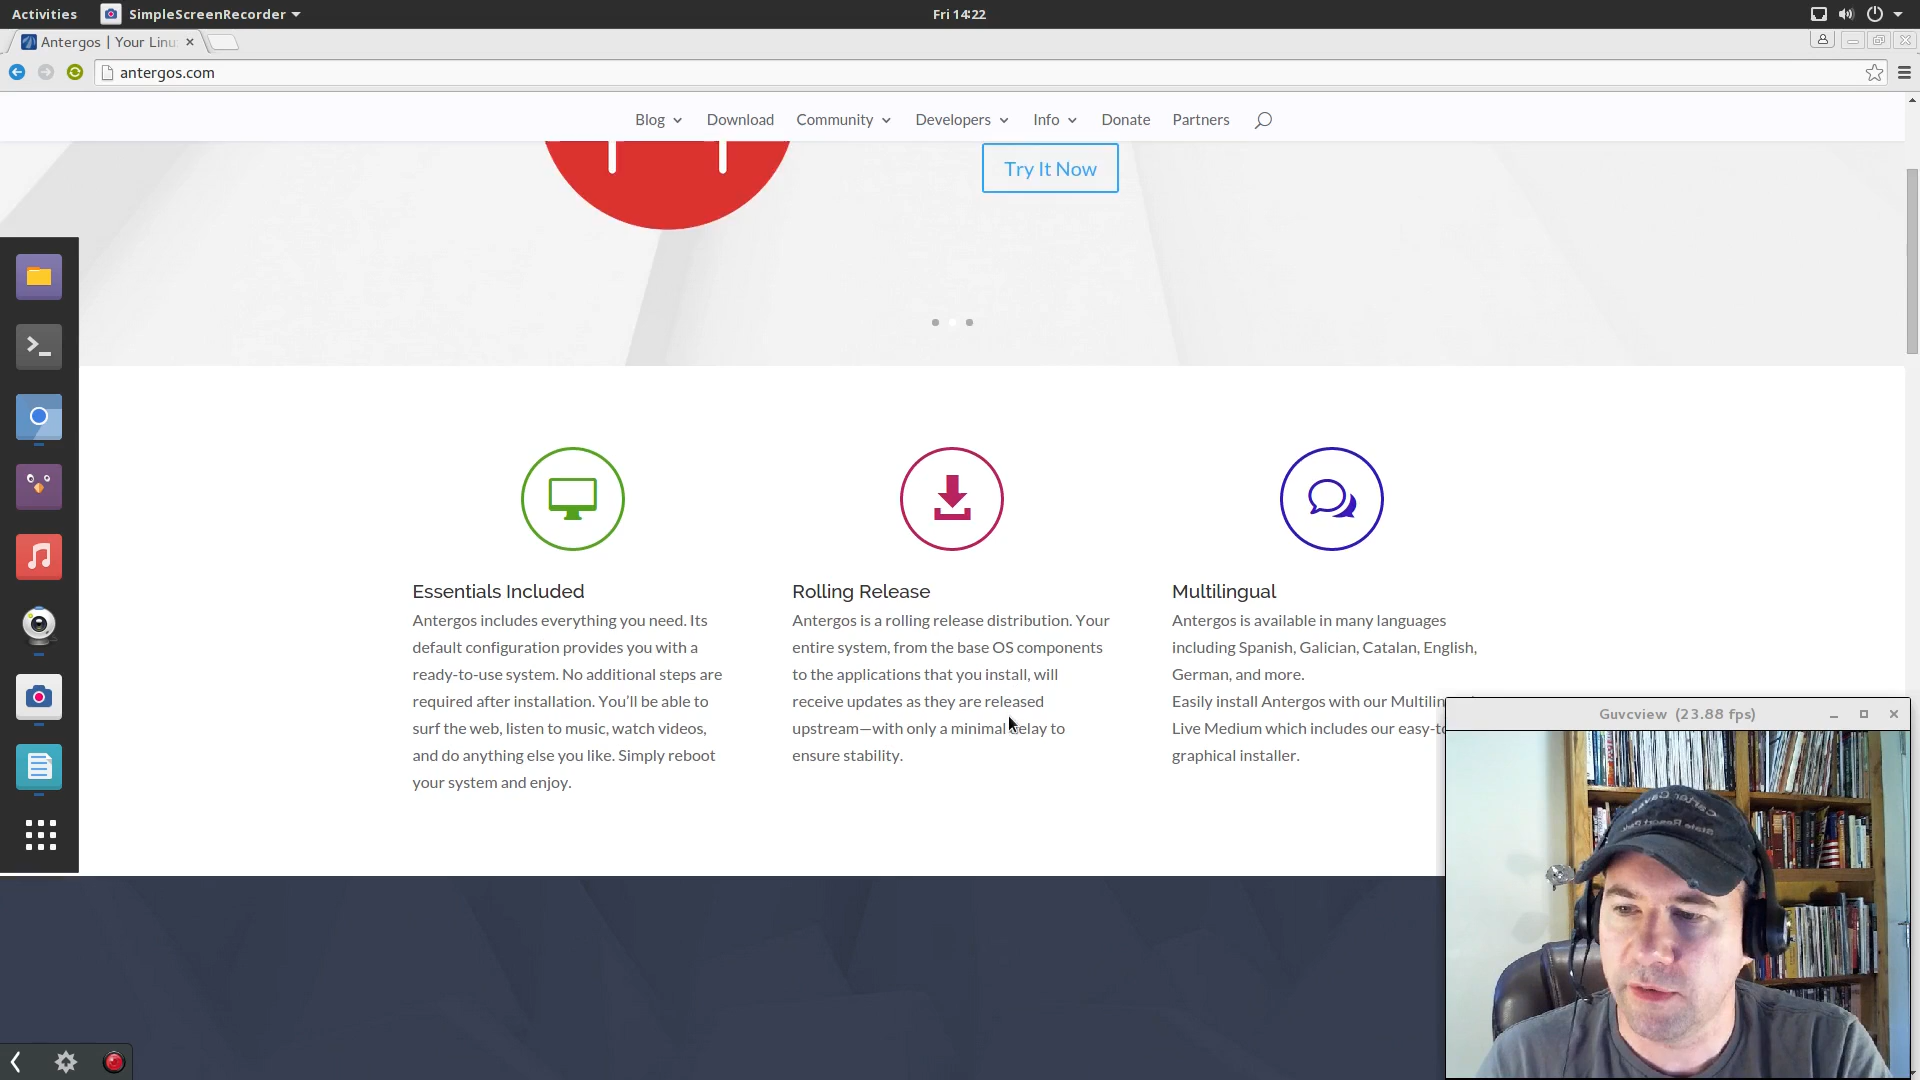 Activities SimpleScreenRecorder Fri 14:22
Antergos | Your Linu
antergos.com
Blog Download Community Developers Info Donate Partners
Try It Now
Essentials Included
Antergos includes everything you need. Its
default configuration provides you with a
ready-to-use system. No additional steps are
required after installation. You’ll be able to
surf the web, listen to music, watch videos,
and do anything else you like. Simply reboot
your system and enjoy.
Rolling Release
Antergos is a rolling release distribution. Your
entire system, from the base OS components
to the applications that you install, will
receive updates as they are released
upstream—with only a minimal delay to
ensure stability.
Multilingual
Antergos is available in many languages
including Spanish, Galician, Catalan, English,
German, and more.
Easily install Antergos with our Multilin
Live Medium which includes our easy-t
graphical installer.
Guvcview (23.88 fps)
Carter Caves
State Resort Park